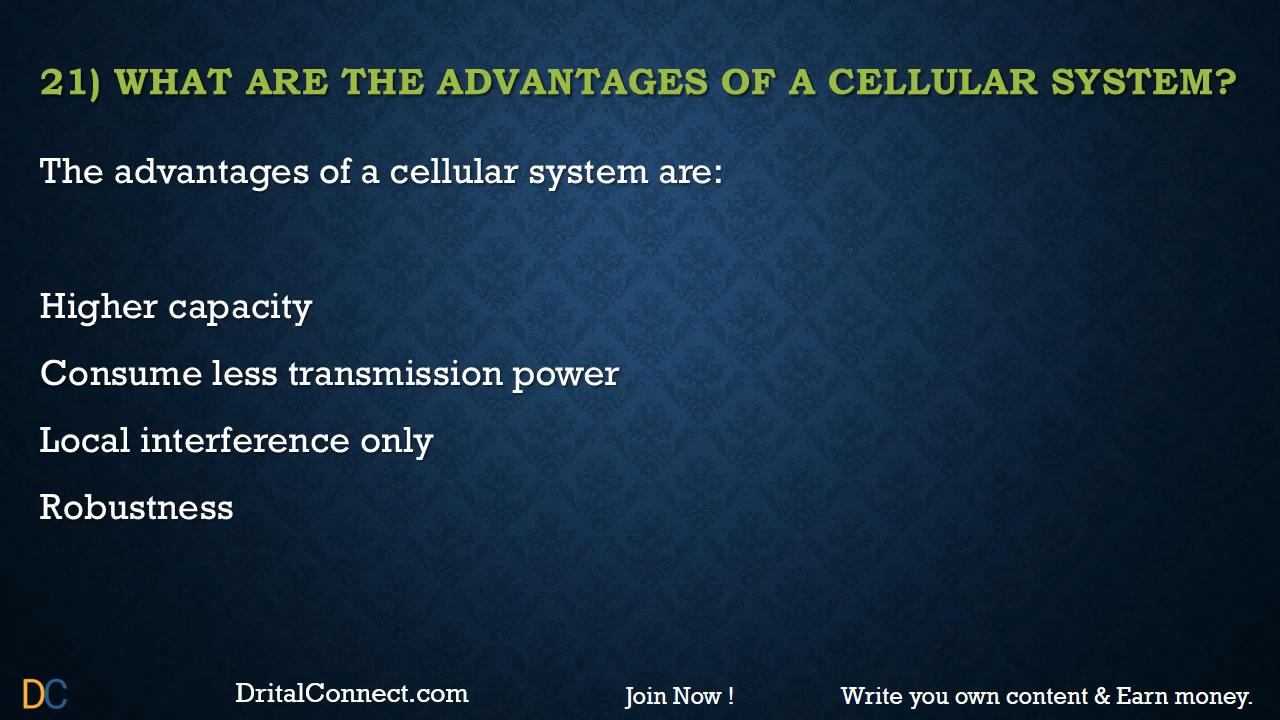 21) WHAT ARE THE ADVANTAGES OF A CELLULAR SYSTEM?
The advantages of a cellular system are:
Higher capacity
Consume less transmission power
Local interference only
Robustness
DC
DritalConnect.com
Join Now !
Write you own content & Earn money.